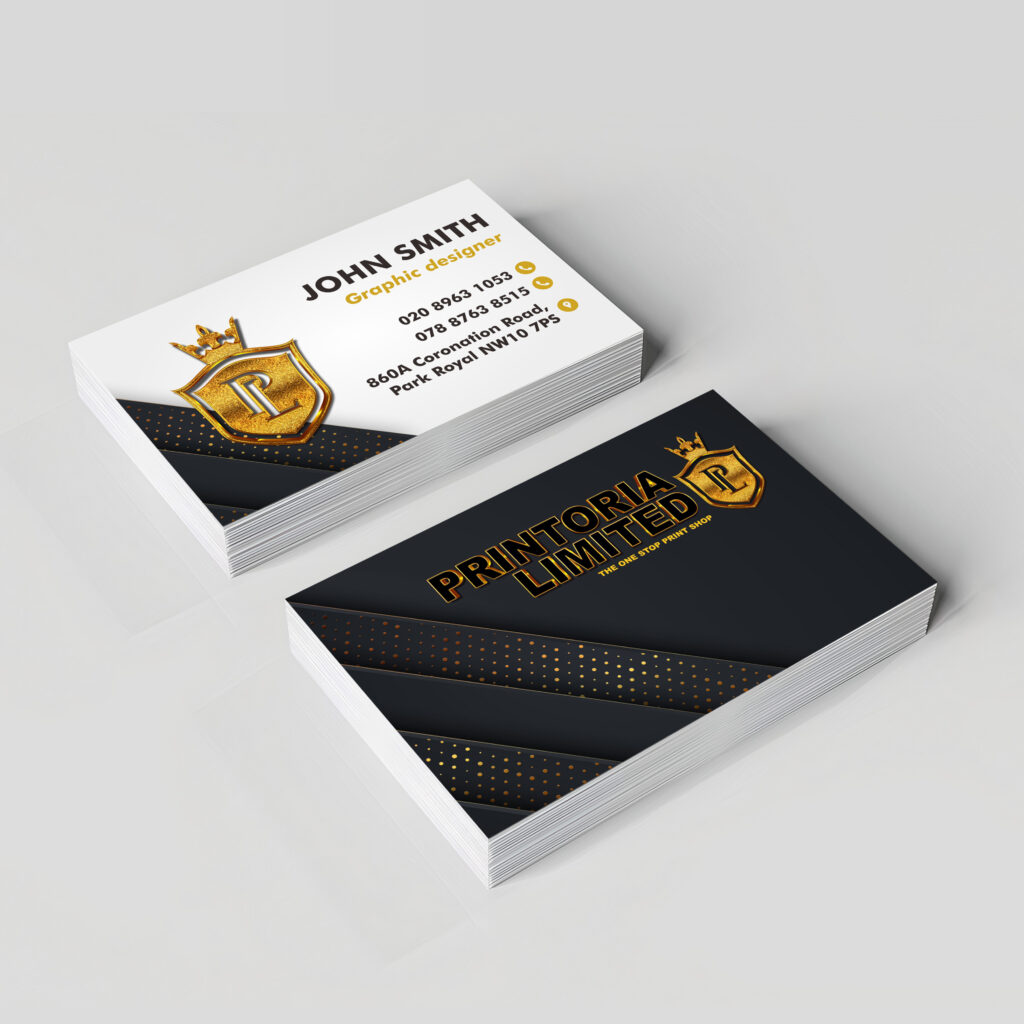 JOHN SMITH
Graphic designer
020 8963 1053
078 8763 8515
860A Coronation Road,
Park Royal NW10 7PS
PL
PRINTORIA
LIMITED
THE ONE STOP PRINT SHOP
PL